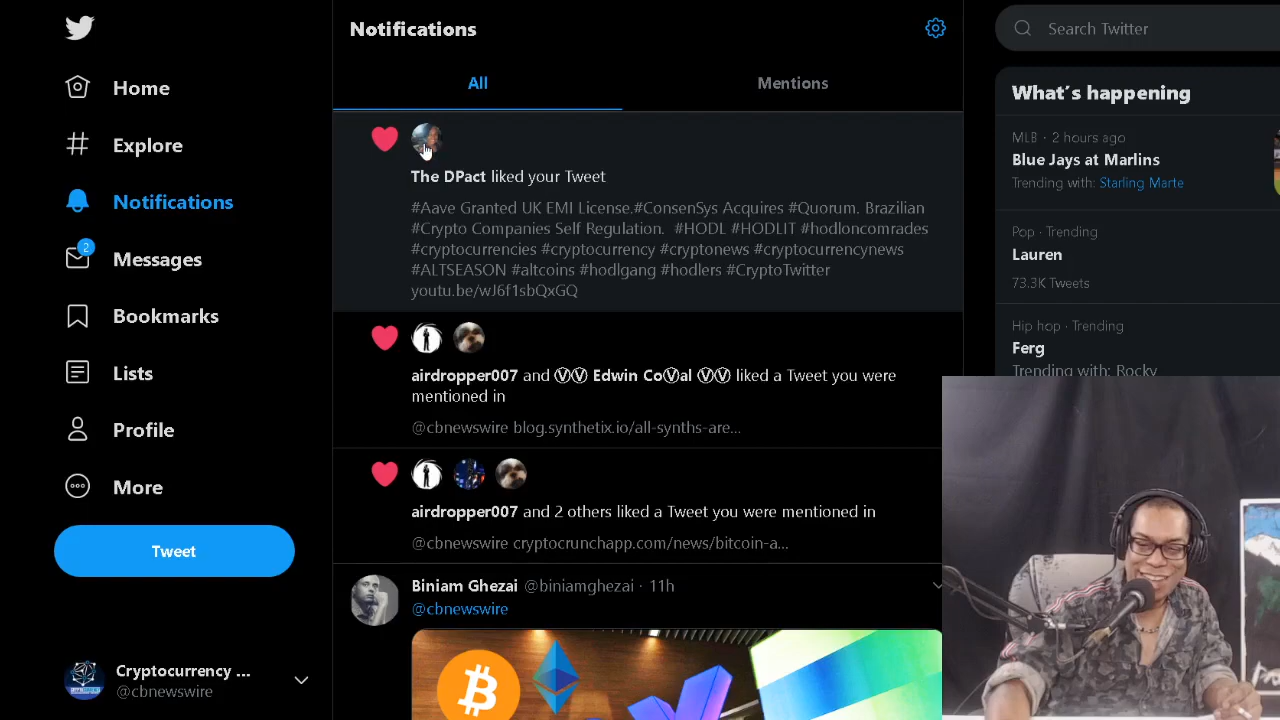 Home
Explore
Notifications
2
Messages
Bookmarks
Lists
Profile
More
Tweet
Cryptocurrency ...
@cbnewswire
Notifications
All
Mentions
The DPact liked your Tweet
#Aave Granted UK EMI License.#ConsenSys Acquires #Quorum. Brazilian
#Crypto Companies Self Regulation. #HODL #HODLIT #hodloncomrades
#cryptocurrencies #cryptocurrency #cryptonews #cryptocurrencynews
#ALTSEASON #altcoins #hodlgang #hodlers #CryptoTwitter
youtu.be/wJ6f1sbQxGQ
airdropper007 and ⓋⓋ Edwin CoⓋal ⓋⓋ liked a Tweet you were
mentioned in
@cbnewswire blog.synthetix.io/all-synths-are...
airdropper007 and 2 others liked a Tweet you were mentioned in
@cbnewswire cryptocrunchapp.com/news/bitcoin-a...
Biniam Ghezai @biniamghezai · 11h
@cbnewswire
Search Twitter
What's happening
MLB · 2 hours ago
Blue Jays at Marlins
Trending with: Starling Marte
Pop · Trending
Lauren
73.3K Tweets
Hip hop · Trending
Ferg
Trending with: Rocky